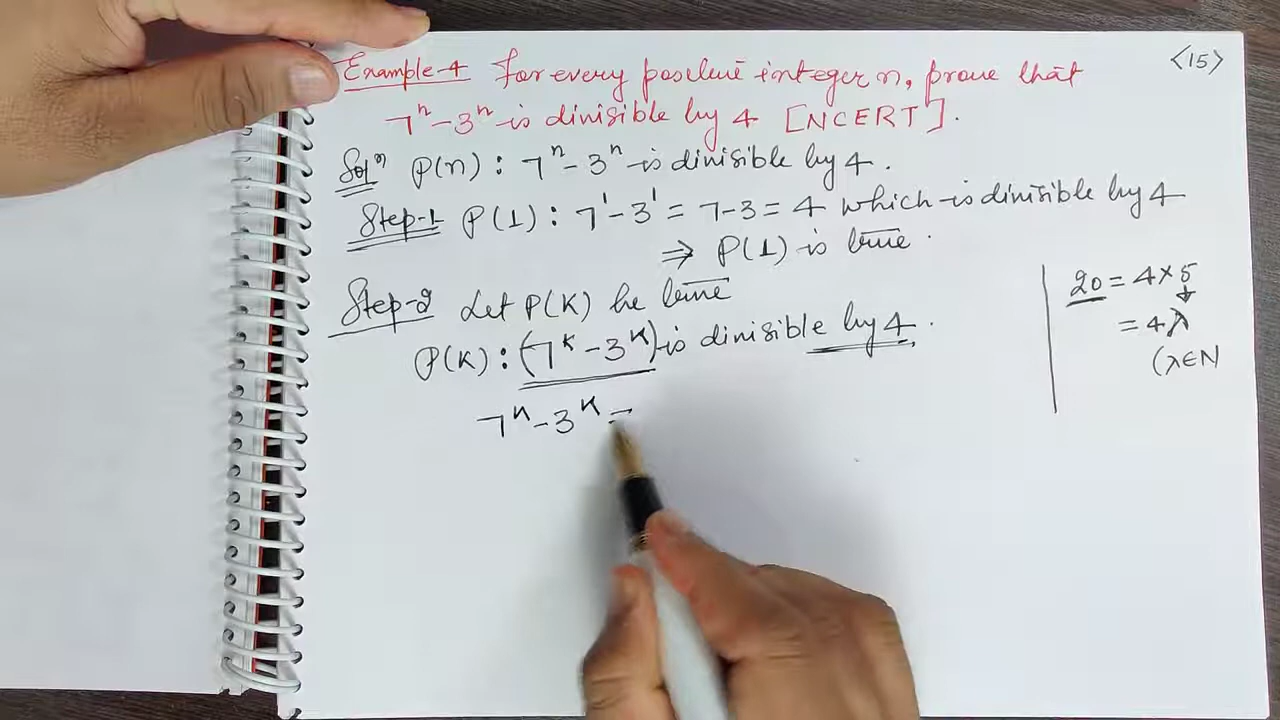 <15>
Example-4 For every positive integer n, prove that
7ⁿ-3ⁿ is divisible by 4 [NCERT].
Solⁿ P(n) : 7ⁿ-3ⁿ is divisible by 4.
Step-1 P(1) : 7¹-3¹ = 7-3 = 4 which is divisible by 4
⇒ P(1) is true.
Step-2 Let P(K) be true
P(K) : (7ᴷ-3ᴷ) is divisible by 4.
7ᴷ-3ᴷ =
20 = 4×5
= 4λ
(λ∈N